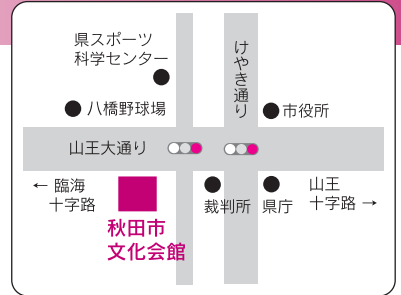 県スポーツ
科学センター
けやき通り
八橋野球場
市役所
山王大通り
← 臨海
十字路
裁判所
県庁
山王
十字路 →
秋田市
文化会館